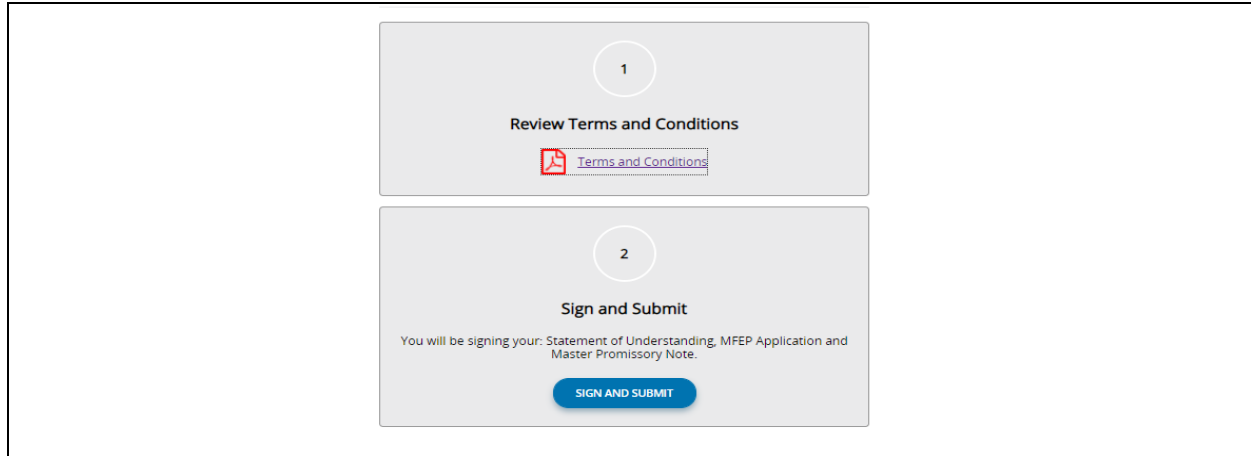 1
Review Terms and Conditions
Terms and Conditions
2
Sign and Submit
You will be signing your: Statement of Understanding, MFEP Application and
Master Promissory Note.
SIGN AND SUBMIT